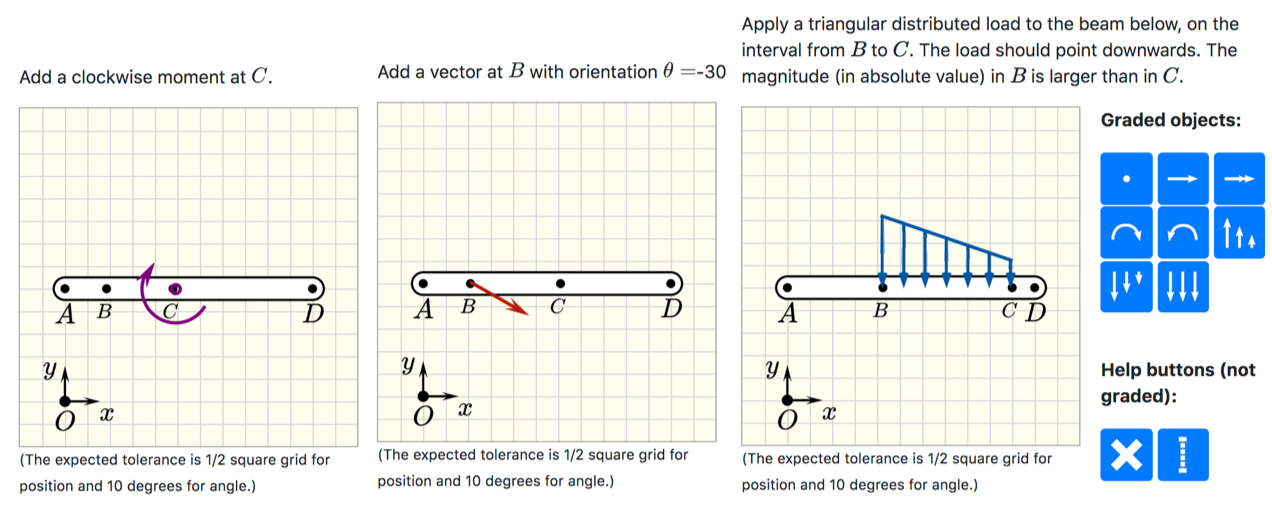 Add a clockwise moment at C.
A B C D
y
O x
(The expected tolerance is 1/2 square grid for
position and 10 degrees for angle.)
Add a vector at B with orientation θ =-30
A B C D
y
O x
(The expected tolerance is 1/2 square grid for
position and 10 degrees for angle.)
Apply a triangular distributed load to the beam below, on the
interval from B to C. The load should point downwards. The
magnitude (in absolute value) in B is larger than in C.
A B C D
y
O x
(The expected tolerance is 1/2 square grid for
position and 10 degrees for angle.)
Graded objects:
Help buttons (not
graded):